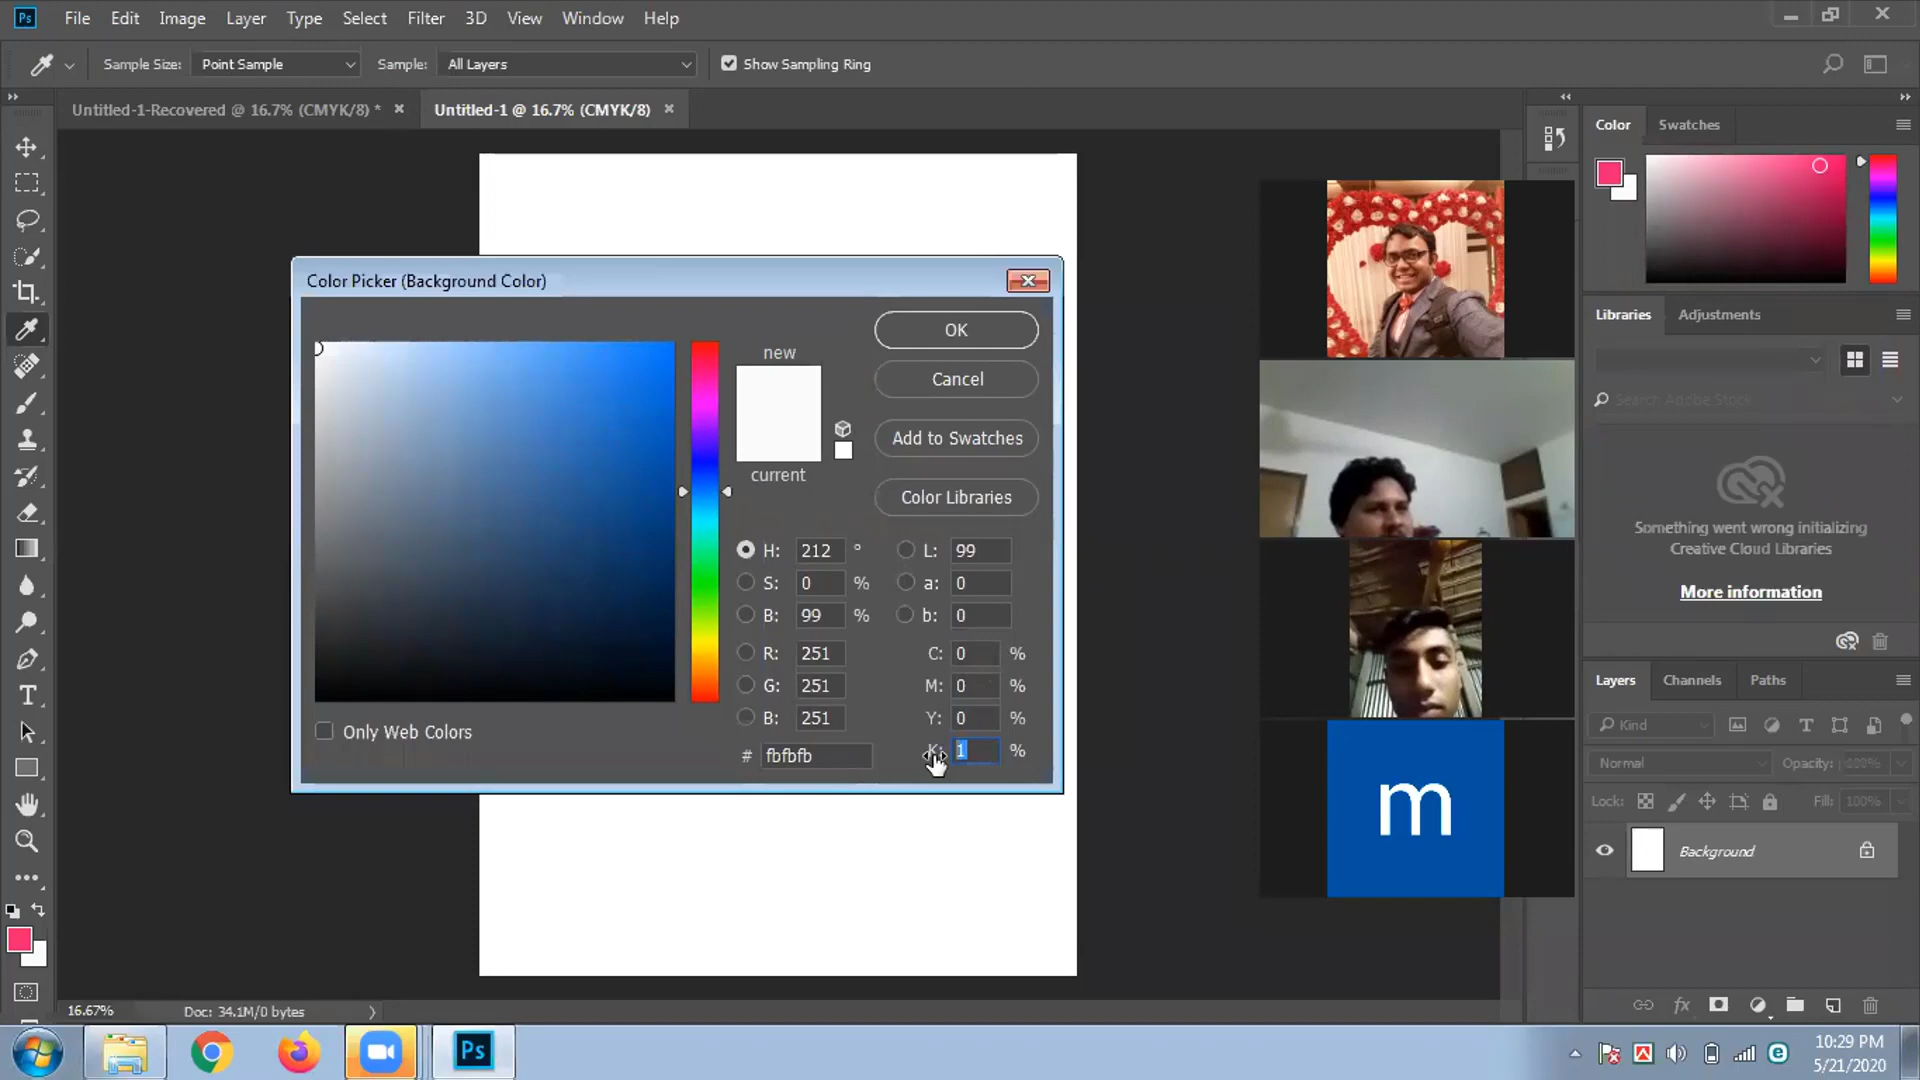 Ps File Edit Image Layer Type Select Filter 3D View Window Help
Sample Size: Point Sample Sample: All Layers Show Sampling Ring
Untitled-1-Recovered @ 16.7% (CMYK/8) * Untitled-1 @ 16.7% (CMYK/8)
Color Swatches
Color Picker (Background Color)
new
current
OK
Cancel
Add to Swatches
Color Libraries
H: 212 ° L: 99
S: 0 % a: 0
B: 99 % b: 0
R: 251 C: 0 %
G: 251 M: 0 %
B: 251 Y: 0 %
# fbfbfb K: 1 %
Only Web Colors
m
Libraries Adjustments
Search Adobe Stock
Something went wrong initializing
Creative Cloud Libraries
More information
Layers Channels Paths
Kind
Normal Opacity: 100%
Lock: Fill: 100%
Background
fx
T
16.67% Doc: 34.1M/0 bytes
Ps
10:29 PM
5/21/2020